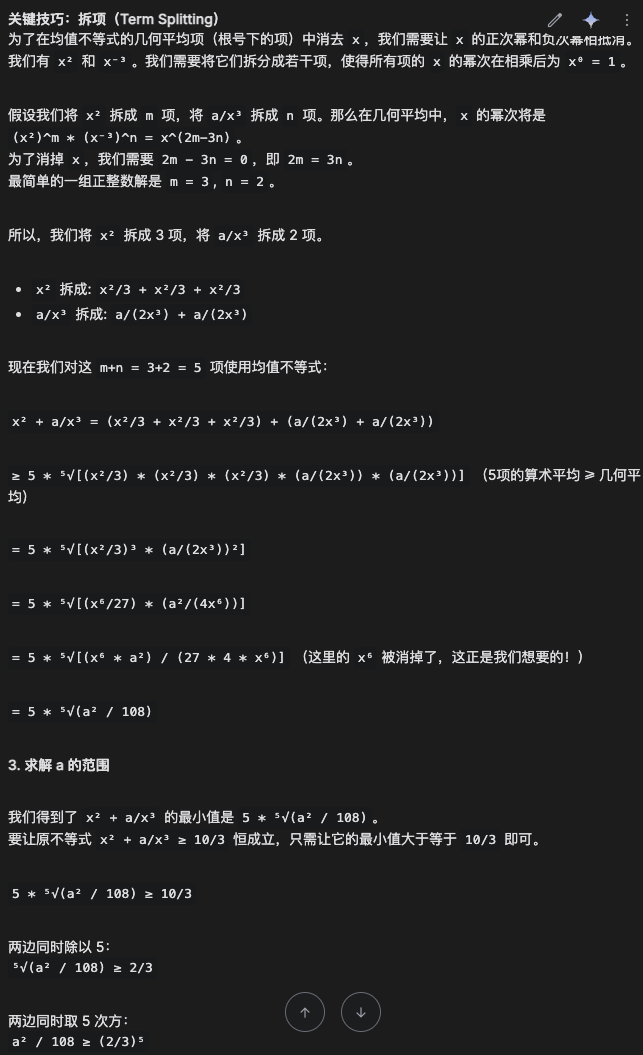 关键技巧：拆项（Term Splitting）
为了在均值不等式的几何平均项（根号下的项）中消去 x，我们需要让 x 的正次幂和负次幂相抵消。
我们有 x² 和 x⁻³。我们需要将它们拆分成若干项，使得所有项的 x 的幂次在相乘后为 x⁰ = 1。
假设我们将 x² 拆成 m 项，将 a/x³ 拆成 n 项。那么在几何平均中， x 的幂次将是
(x²)^m * (x⁻³)^n = x^(2m-3n)。
为了消掉 x，我们需要 2m - 3n = 0，即 2m = 3n。
最简单的一组正整数解是 m = 3, n = 2。
所以，我们将 x² 拆成 3 项，将 a/x³ 拆成 2 项。
• x² 拆成: x²/3 + x²/3 + x²/3
• a/x³ 拆成: a/(2x³) + a/(2x³)
现在我们对这 m+n = 3+2 = 5 项使用均值不等式：
x² + a/x³ = (x²/3 + x²/3 + x²/3) + (a/(2x³) + a/(2x³))
≥ 5 * ⁵√[(x²/3) * (x²/3) * (x²/3) * (a/(2x³)) * (a/(2x³))] （5项的算术平均 ≥ 几何平
均）
= 5 * ⁵√[(x²/3)³ * (a/(2x³))²]
= 5 * ⁵√[(x⁶/27) * (a²/(4x⁶))]
= 5 * ⁵√[(x⁶ * a²) / (27 * 4 * x⁶)] （这里的 x⁶ 被消掉了，这正是我们想要的！）
= 5 * ⁵√(a² / 108)
3. 求解 a 的范围
我们得到了 x² + a/x³ 的最小值是 5 * ⁵√(a² / 108)。
要让原不等式 x² + a/x³ ≥ 10/3 恒成立，只需让它的最小值大于等于 10/3 即可。
5 * ⁵√(a² / 108) ≥ 10/3
两边同时除以 5：
⁵√(a² / 108) ≥ 2/3
两边同时取 5 次方：
a² / 108 ≥ (2/3)⁵